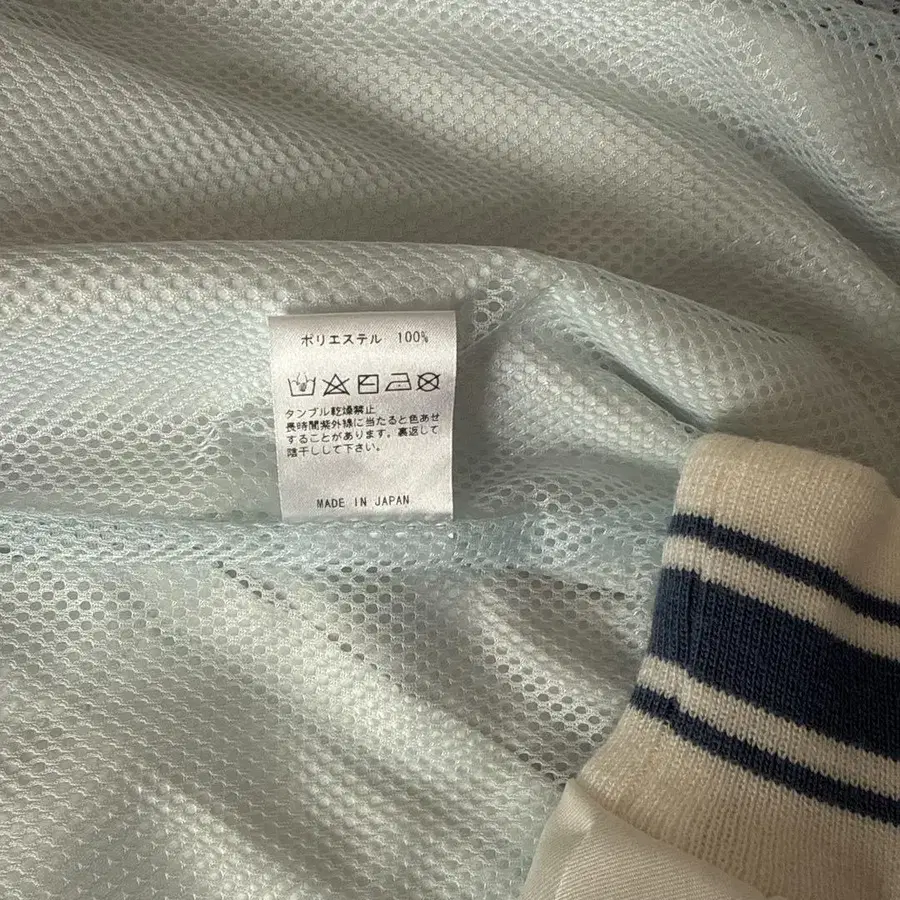 ポリエステル 100%
タンブル乾燥禁止
長時間紫外線に当たると色あせ
することがあります。裏返して
陰干しして下さい。
MADE IN JAPAN